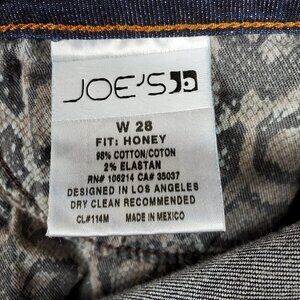 JOE'S
W 28
FIT: HONEY
98% COTTON/COTON
2% ELASTAN
RN# 106214 CA# 35037
DESIGNED IN LOS ANGELES
DRY CLEAN RECOMMENDED
CL#114M MADE IN MEXICO